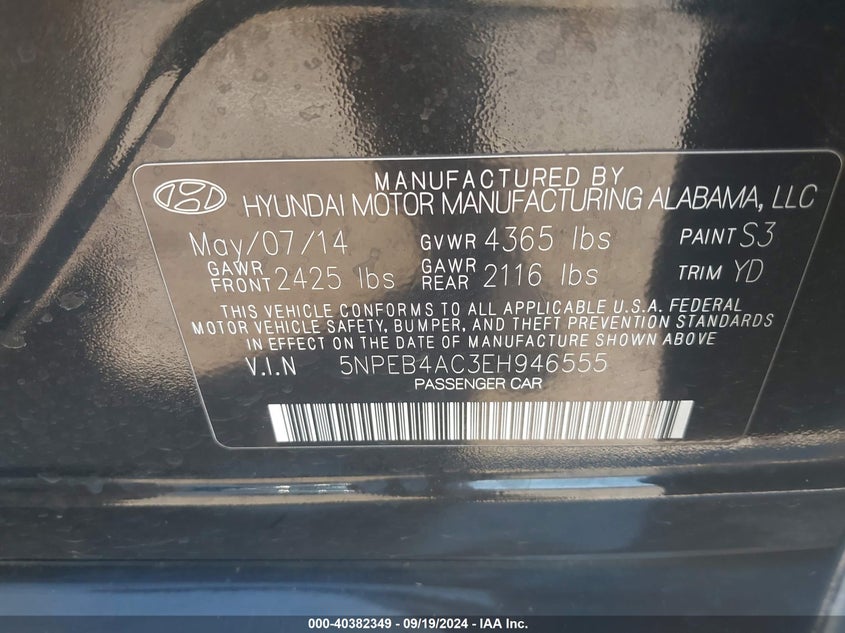 MANUFACTURED BY
HYUNDAI MOTOR MANUFACTURING ALABAMA, LLC
May/07/14 GVWR 4365 lbs PAINT S3
GAWR FRONT 2425 lbs GAWR REAR 2116 lbs TRIM YD
THIS VEHICLE CONFORMS TO ALL APPLICABLE U.S.A. FEDERAL
MOTOR VEHICLE SAFETY, BUMPER, AND THEFT PREVENTION STANDARDS
IN EFFECT ON THE DATE OF MANUFACTURE SHOWN ABOVE.
V.I.N 5NPEB4AC3EH946555
PASSENGER CAR
000-40382349 - 09/19/2024 - IAA Inc.